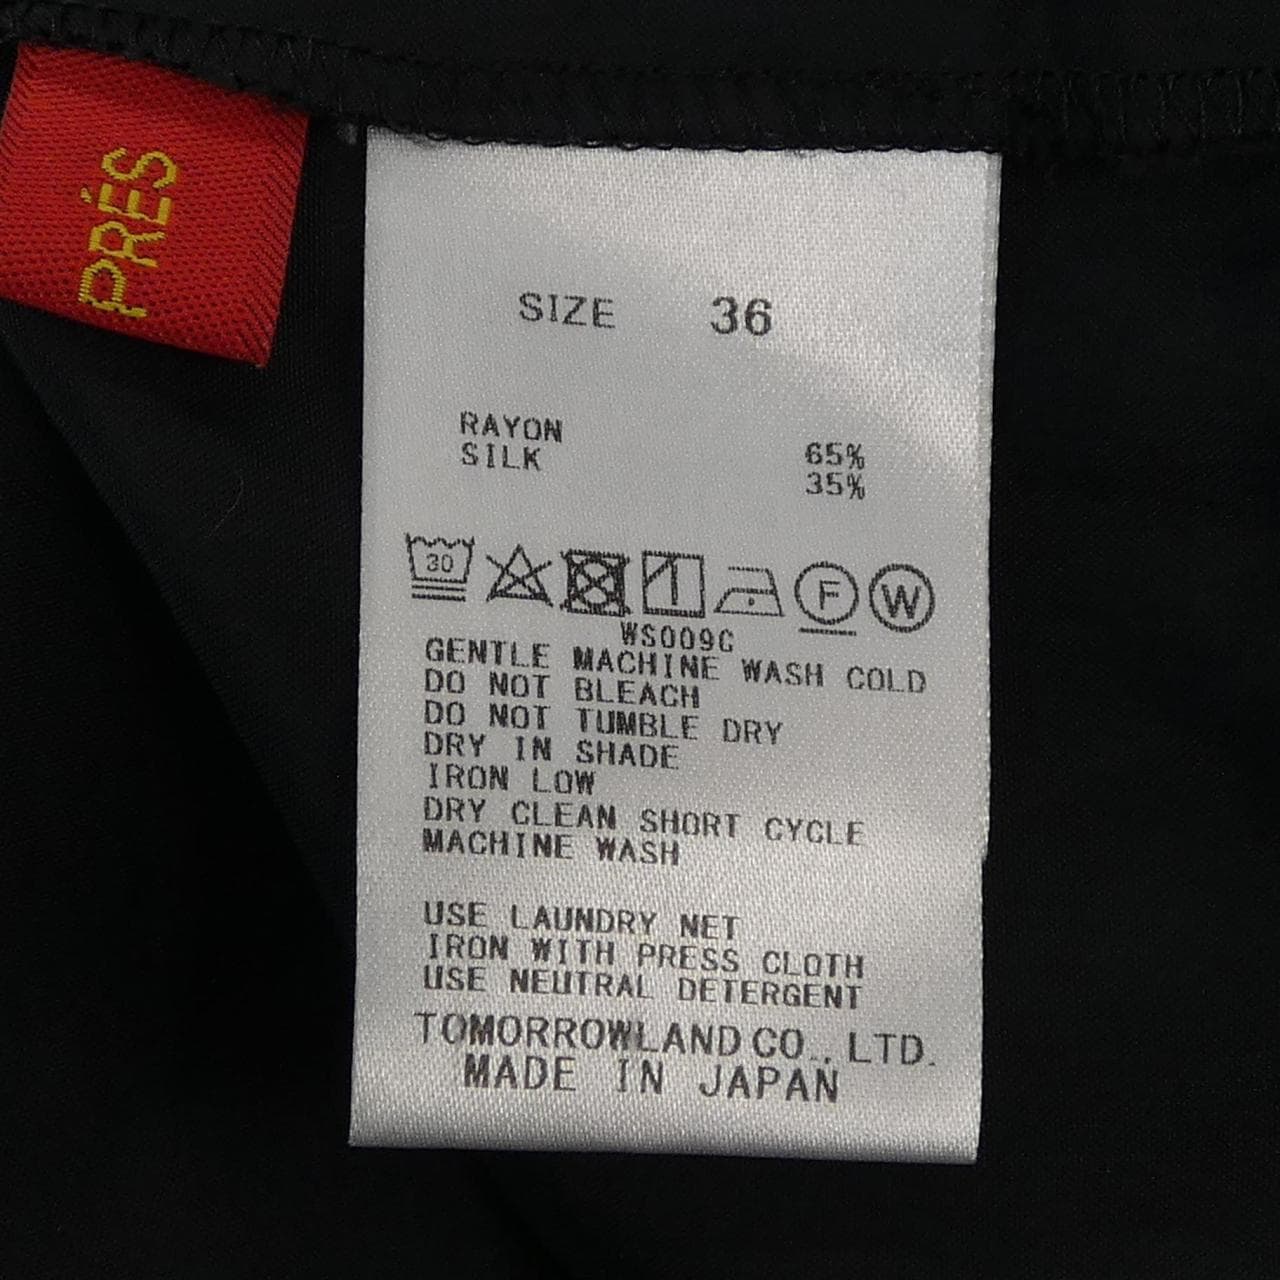 PRÉS
SIZE 36
RAYON 65%
SILK 35%
30 F W
WS009C
GENTLE MACHINE WASH COLD
DO NOT BLEACH
DO NOT TUMBLE DRY
DRY IN SHADE
IRON LOW
DRY CLEAN SHORT CYCLE
MACHINE WASH
USE LAUNDRY NET
IRON WITH PRESS CLOTH
USE NEUTRAL DETERGENT
TOMORROWLAND CO., LTD.
MADE IN JAPAN